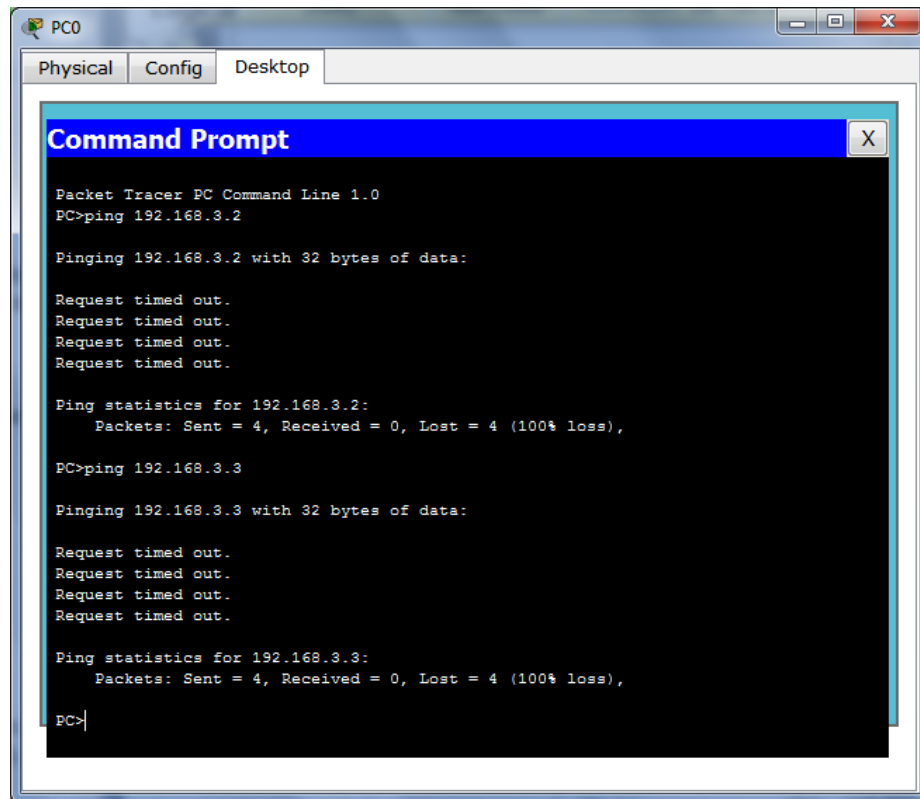 PC0
Physical Config Desktop
Command Prompt
X
Packet Tracer PC Command Line 1.0
PC>ping 192.168.3.2
Pinging 192.168.3.2 with 32 bytes of data:
Request timed out.
Request timed out.
Request timed out.
Request timed out.
Ping statistics for 192.168.3.2:
Packets: Sent = 4, Received = 0, Lost = 4 (100% loss),
PC>ping 192.168.3.3
Pinging 192.168.3.3 with 32 bytes of data:
Request timed out.
Request timed out.
Request timed out.
Request timed out.
Ping statistics for 192.168.3.3:
Packets: Sent = 4, Received = 0, Lost = 4 (100% loss),
PC>